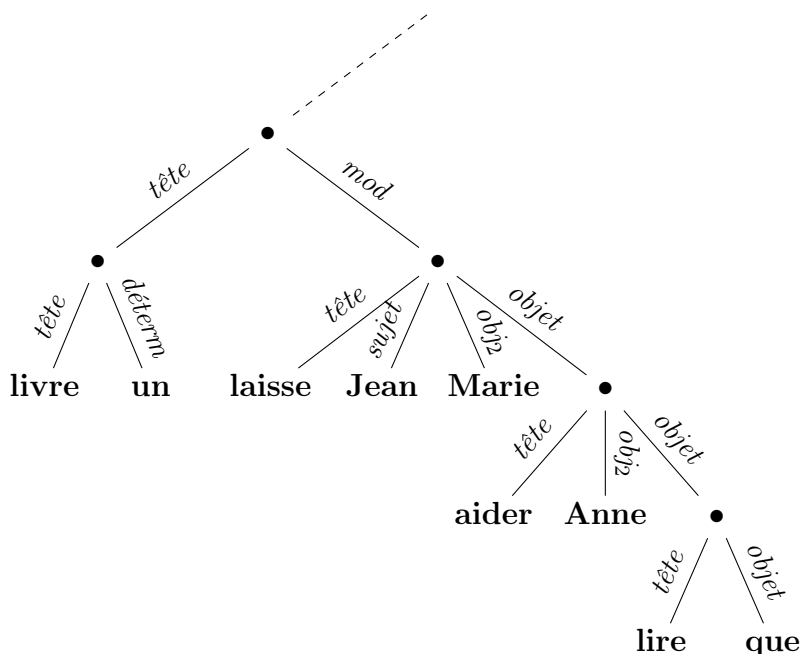 tête mod
tête déterm tête sujet obj2 objet
livre un laisse Jean Marie
tête obj2 objet
aider Anne
tête objet
lire que